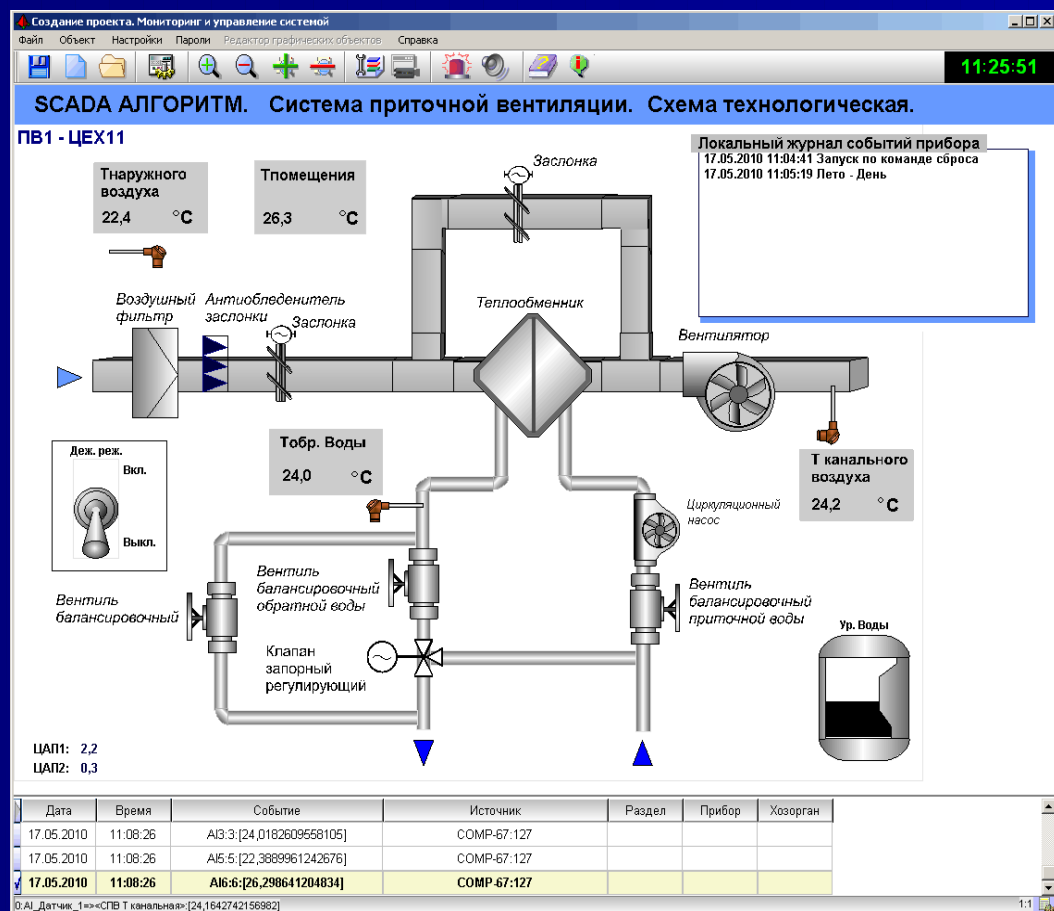 Создание проекта. Мониторинг и управление системой
Файл Объект Настройки Пароли Редактор графических объектов Справка
11:25:51
SCADA АЛГОРИТМ. Система приточной вентиляции. Схема технологическая.
ПВ1 - ЦЕХ11
Тнаружного
воздуха
22,4 °C
Тпомещения
26,3 °C
Заслонка
Локальный журнал событий прибора
17.05.2010 11:04:41 Запуск по команде сброса
17.05.2010 11:05:19 Лето - День
Воздушный
фильтр
Антиобледенитель
заслонки
Заслонка
Теплообменник
Вентилятор
Деж. реж.
Вкл.
Выкл.
Тобр. Воды
24,0 °C
Т канального
воздуха
24,2 °C
Циркуляционный
насос
Вентиль
балансировочный
Вентиль
балансировочный
обратной воды
Вентиль
балансировочный
приточной воды
Клапан
запорный
регулирующий
Ур. Воды
ЦАП1: 2,2
ЦАП2: 0,3
Дата Время Событие Источник Раздел Прибор Хозорган
17.05.2010 11:08:26 AI3:3:[24,0182609558105] COMP-67:127
17.05.2010 11:08:26 AI5:5:[22,3889961242676] COMP-67:127
17.05.2010 11:08:26 AI6:6:[26,298641204834] COMP-67:127
0:AI_Датчик_1=><СПВ Т канальная>:[24,1642742156982] 1:1